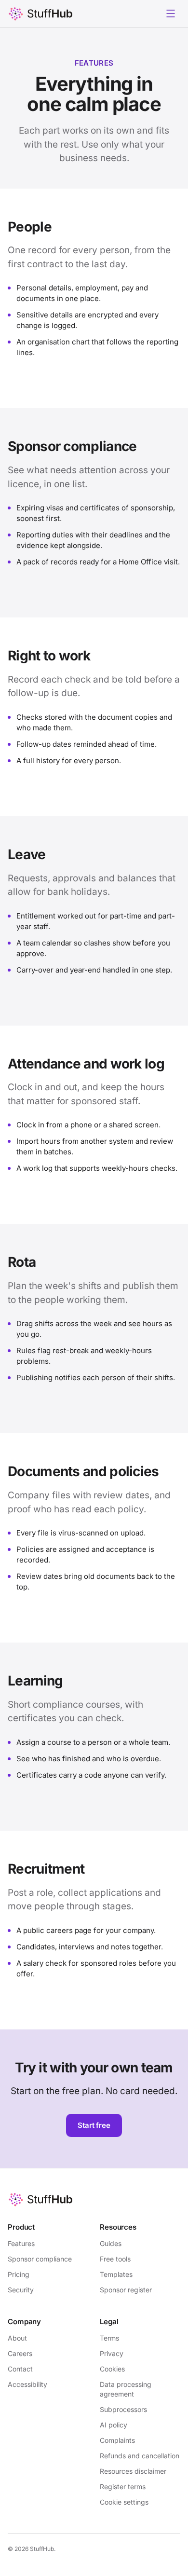 StuffHub
FEATURES
Everything in
one calm place
Each part works on its own and fits
with the rest. Use only what your
business needs.
People
One record for every person, from the
first contract to the last day.
Personal details, employment, pay and
documents in one place.
Sensitive details are encrypted and every
change is logged.
An organisation chart that follows the reporting
lines.
Sponsor compliance
See what needs attention across your
licence, in one list.
Expiring visas and certificates of sponsorship,
soonest first.
Reporting duties with their deadlines and the
evidence kept alongside.
A pack of records ready for a Home Office visit.
Right to work
Record each check and be told before a
follow-up is due.
Checks stored with the document copies and
who made them.
Follow-up dates reminded ahead of time.
A full history for every person.
Leave
Requests, approvals and balances that
allow for bank holidays.
Entitlement worked out for part-time and part-
year staff.
A team calendar so clashes show before you
approve.
Carry-over and year-end handled in one step.
Attendance and work log
Clock in and out, and keep the hours
that matter for sponsored staff.
Clock in from a phone or a shared screen.
Import hours from another system and review
them in batches.
A work log that supports weekly-hours checks.
Rota
Plan the week's shifts and publish them
to the people working them.
Drag shifts across the week and see hours as
you go.
Rules flag rest-break and weekly-hours
problems.
Publishing notifies each person of their shifts.
Documents and policies
Company files with review dates, and
proof who has read each policy.
Every file is virus-scanned on upload.
Policies are assigned and acceptance is
recorded.
Review dates bring old documents back to the
top.
Learning
Short compliance courses, with
certificates you can check.
Assign a course to a person or a whole team.
See who has finished and who is overdue.
Certificates carry a code anyone can verify.
Recruitment
Post a role, collect applications and
move people through stages.
A public careers page for your company.
Candidates, interviews and notes together.
A salary check for sponsored roles before you
offer.
Try it with your own team
Start on the free plan. No card needed.
Start free
StuffHub
Product
Features
Sponsor compliance
Pricing
Security
Resources
Guides
Free tools
Templates
Sponsor register
Company
About
Careers
Contact
Accessibility
Legal
Terms
Privacy
Cookies
Data processing
agreement
Subprocessors
AI policy
Complaints
Refunds and cancellation
Resources disclaimer
Register terms
Cookie settings
© 2026 StuffHub.